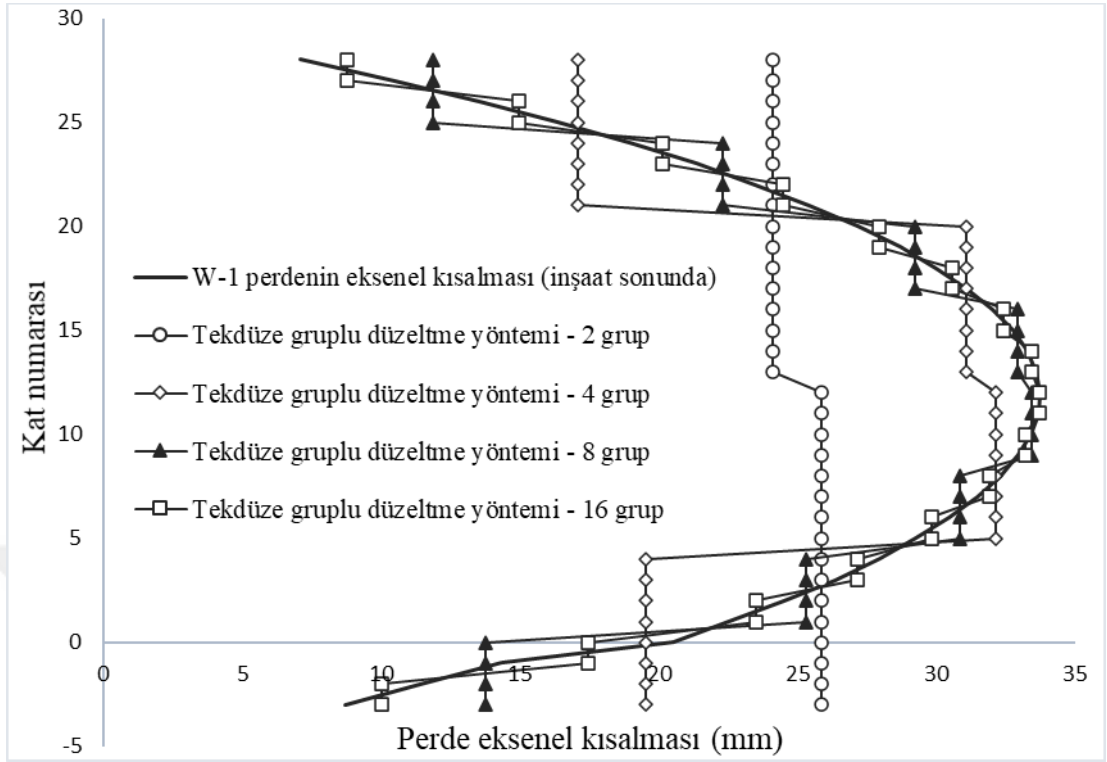 30
25
20
15
10
5
0
-5
Kat numarası
W-1 perdenin eksenel kısalması (inşaat sonunda)
Tekdüze gruplu düzeltme yöntemi - 2 grup
Tekdüze gruplu düzeltme yöntemi - 4 grup
Tekdüze gruplu düzeltme yöntemi - 8 grup
Tekdüze gruplu düzeltme yöntemi - 16 grup
0 5 10 15 20 25 30 35
Perde eksenel kısalması (mm)